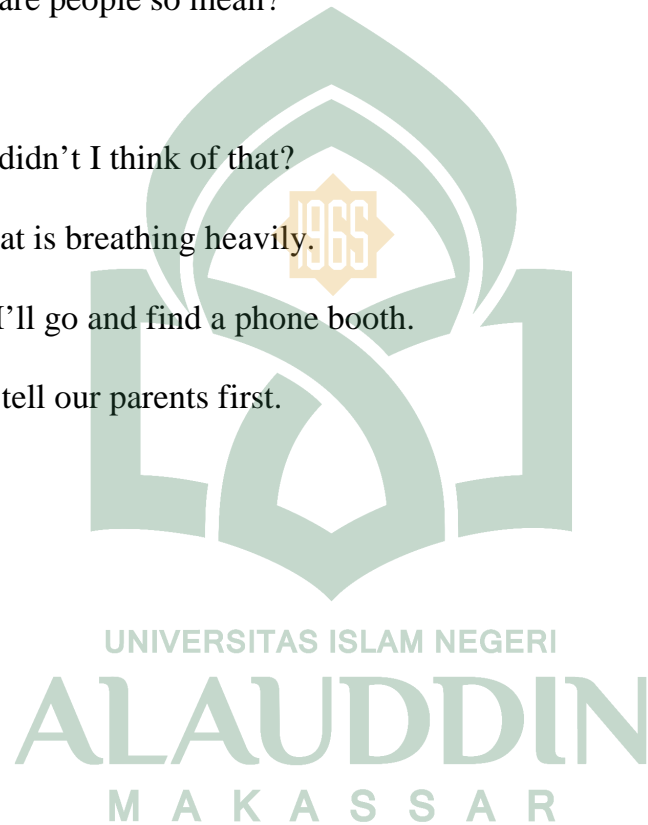 are people so mean?
didn’t I think of that?
at is breathing heavily.
I’ll go and find a phone booth.
tell our parents first.
1965
UNIVERSITAS ISLAM NEGERI
ALAUDDIN
MAKASSAR